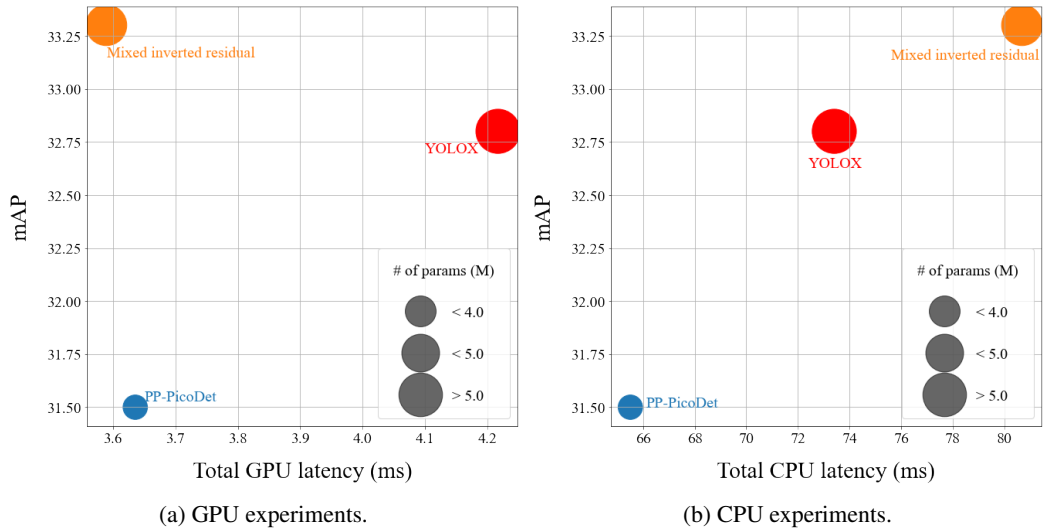 33.25
33.00
32.75
32.50
32.25
32.00
31.75
31.50
mAP
Mixed inverted residual
YOLOX
PP-PicoDet
# of params (M)
< 4.0
< 5.0
> 5.0
3.6 3.7 3.8 3.9 4.0 4.1 4.2
Total GPU latency (ms)
(a) GPU experiments.
33.25
33.00
32.75
32.50
32.25
32.00
31.75
31.50
mAP
Mixed inverted residual
YOLOX
PP-PicoDet
# of params (M)
< 4.0
< 5.0
> 5.0
66 68 70 72 74 76 78 80
Total CPU latency (ms)
(b) CPU experiments.